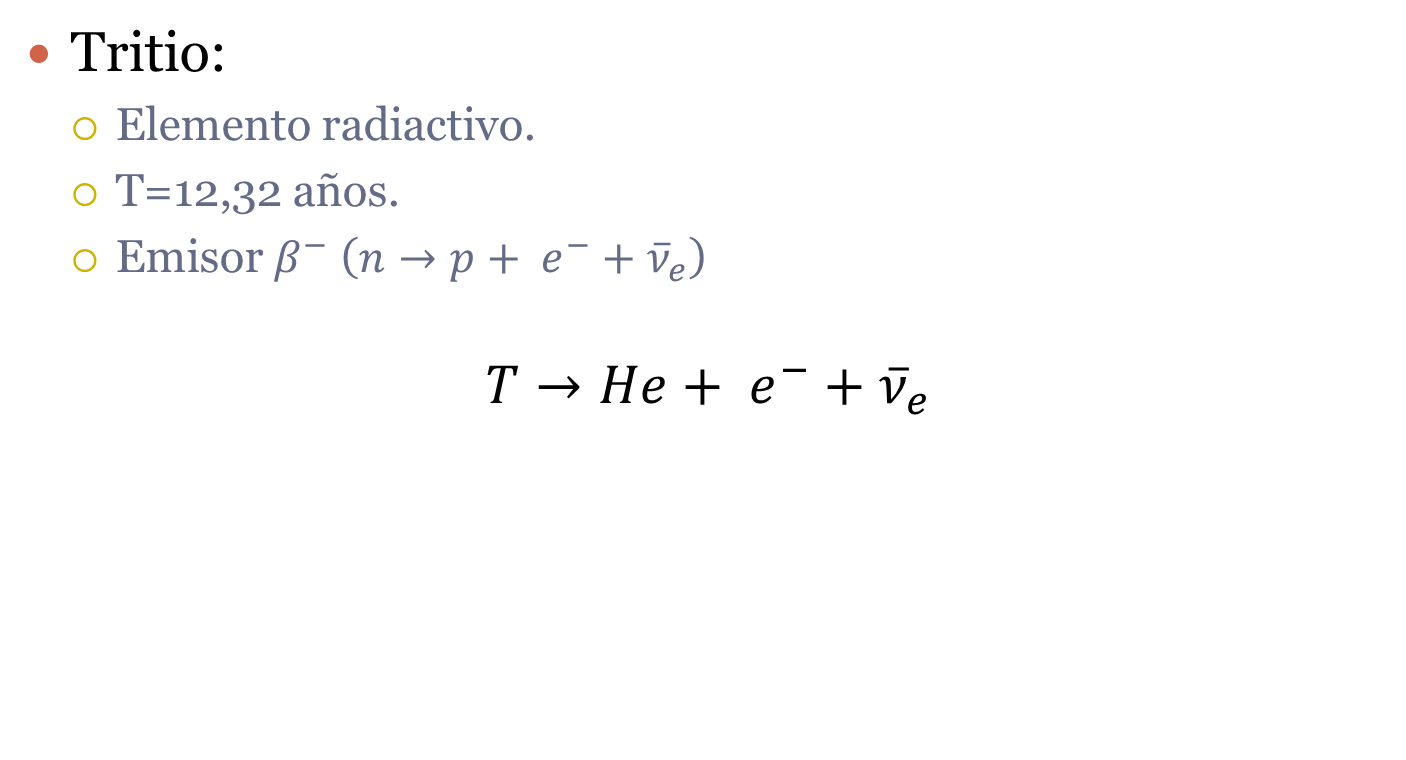 • Tritio:
○ Elemento radiactivo.
○ T=12,32 años.
○ Emisor β⁻ (n → p + e⁻ + ν̄ₑ)
T → He + e⁻ + ν̄ₑ